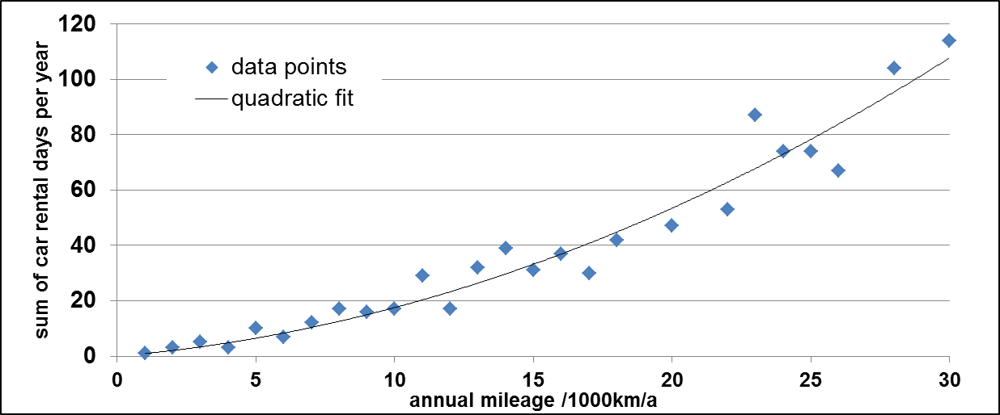 sum of car rental days per year
120
100
80
60
40
20
0
data points
quadratic fit
0 5 10 15 20 25 30
annual mileage /1000km/a